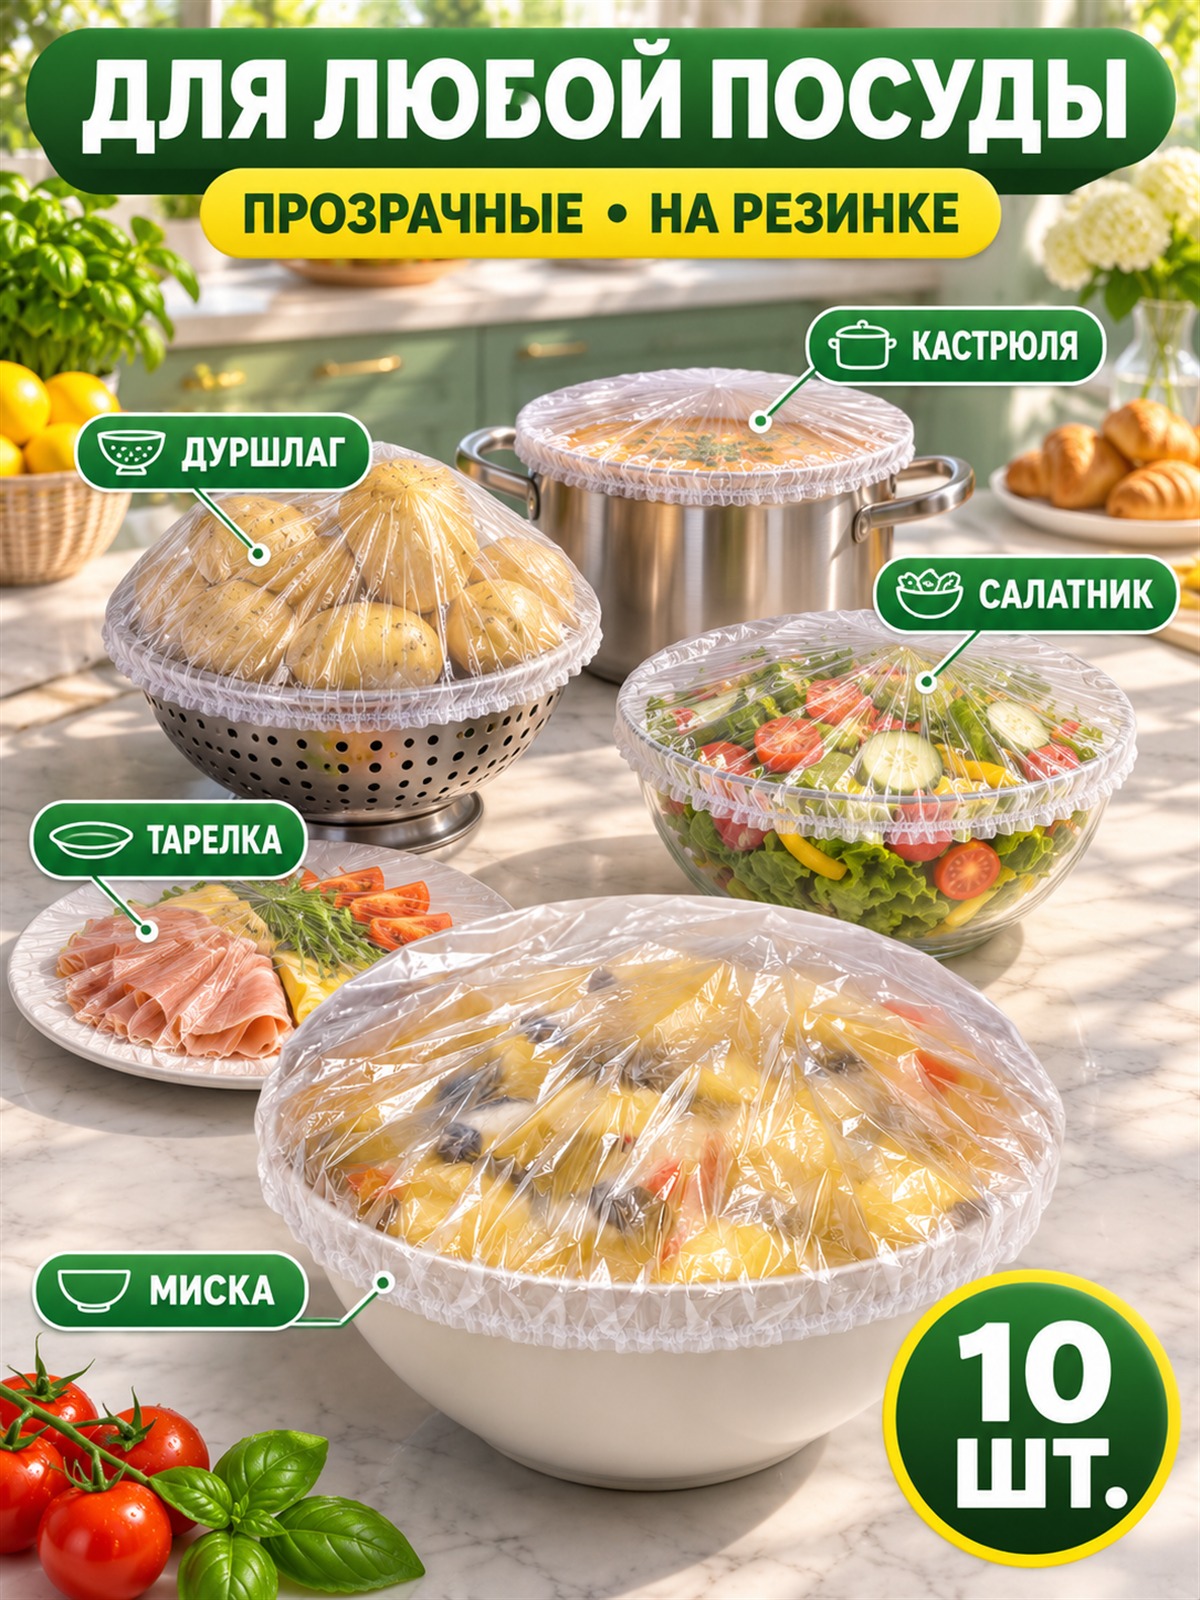 ДЛЯ ЛЮБОЙ ПОСУДЫ
ПРОЗРАЧНЫЕ • НА РЕЗИНКЕ
КАСТРЮЛЯ
ДУРШЛАГ
САЛАТНИК
ТАРЕЛКА
МИСКА
10
ШТ.